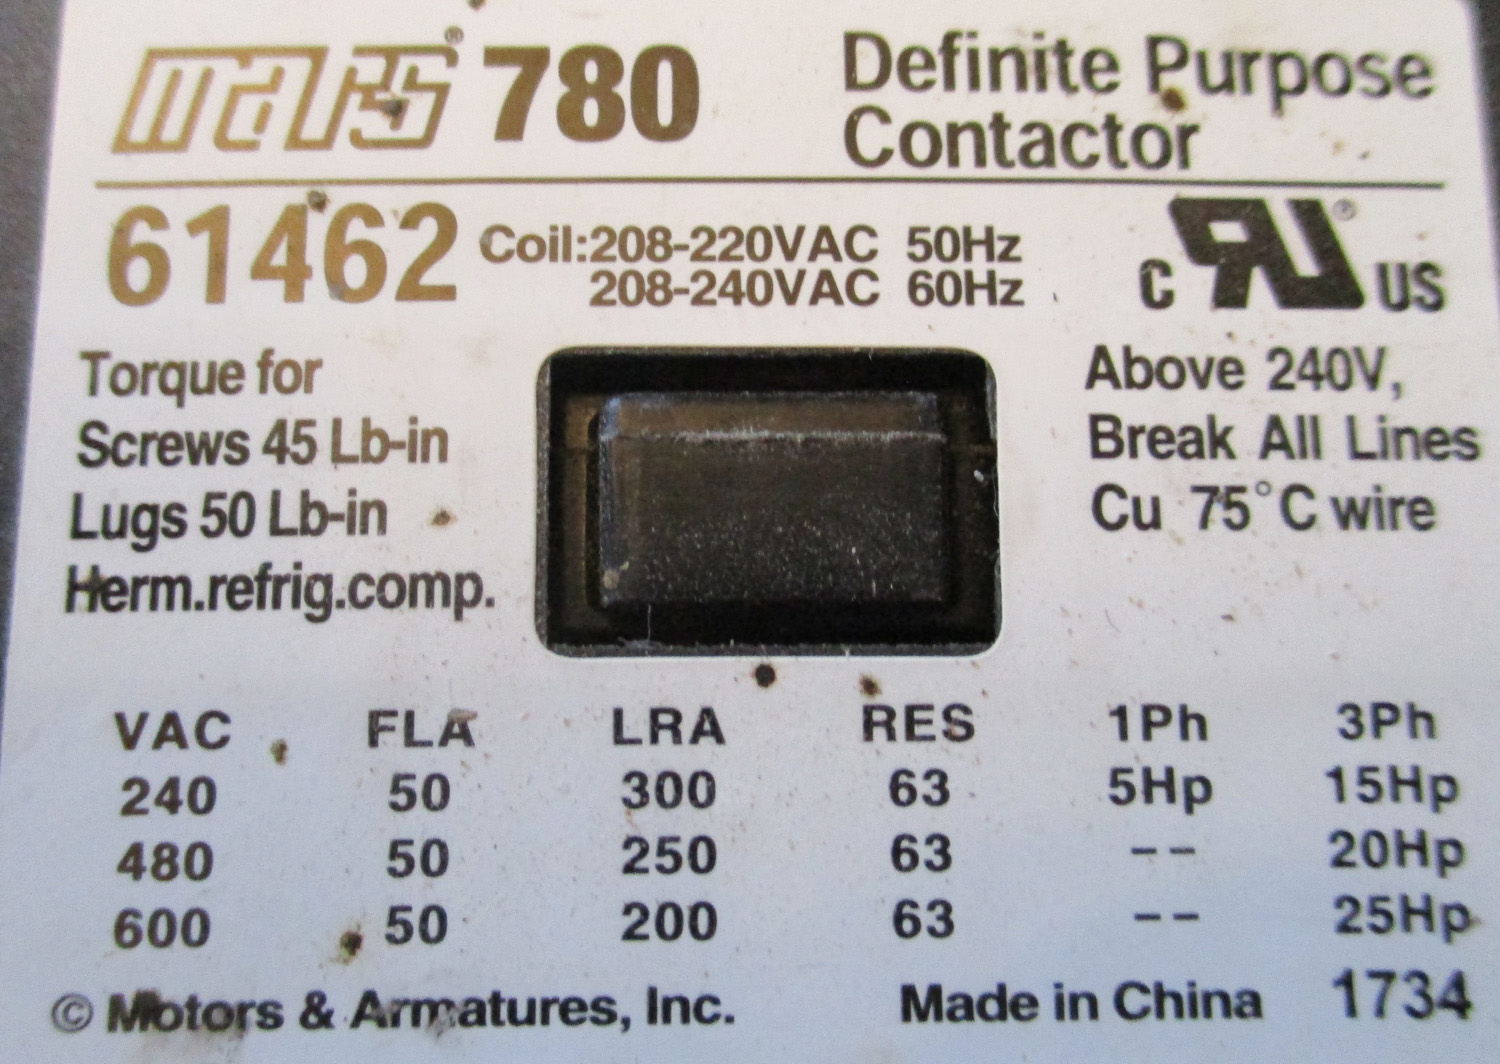 mars® 780
Definite Purpose
Contactor
61462
Coil:208-220VAC 50Hz
208-240VAC 60Hz
c RU® US
Torque for
Screws 45 Lb-in
Lugs 50 Lb-in
Herm.refrig.comp.
Above 240V,
Break All Lines
Cu 75°C wire
VAC FLA LRA RES 1Ph 3Ph
240 50 300 63 5Hp 15Hp
480 50 250 63 -- 20Hp
600 50 200 63 -- 25Hp
© Motors & Armatures, Inc. Made in China 1734